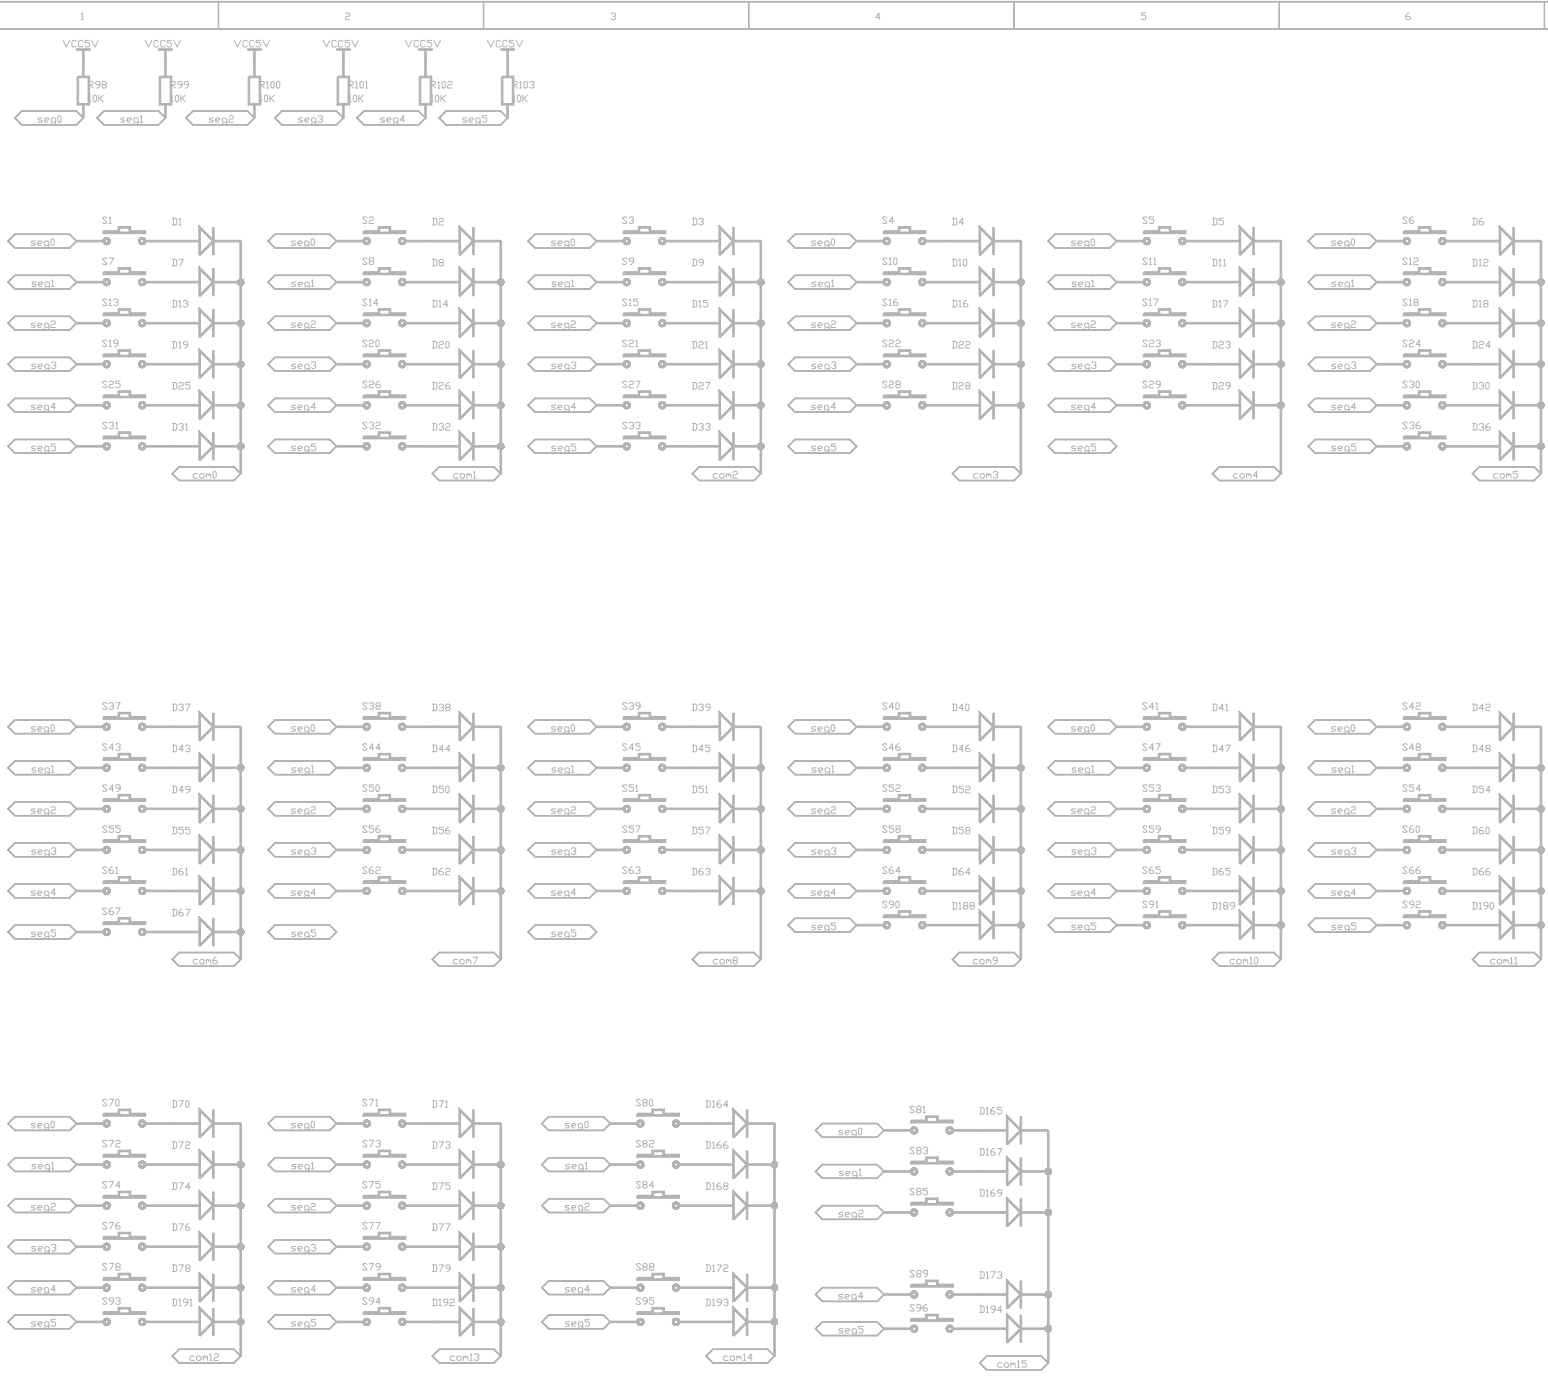 1 2 3 4 5 6
VCC5V VCC5V VCC5V VCC5V VCC5V VCC5V
R98 R99 R100 R101 R102 R103
10K 10K 10K 10K 10K 10K
seg0 seg1 seg2 seg3 seg4 seg5
S1 D1 S2 D2 S3 D3 S4 D4 S5 D5 S6 D6
seg0 seg0 seg0 seg0 seg0 seg0
S7 D7 S8 D8 S9 D9 S10 D10 S11 D11 S12 D12
seg1 seg1 seg1 seg1 seg1 seg1
S13 D13 S14 D14 S15 D15 S16 D16 S17 D17 S18 D18
seg2 seg2 seg2 seg2 seg2 seg2
S19 D19 S20 D20 S21 D21 S22 D22 S23 D23 S24 D24
seg3 seg3 seg3 seg3 seg3 seg3
S25 D25 S26 D26 S27 D27 S28 D28 S29 D29 S30 D30
seg4 seg4 seg4 seg4 seg4 seg4
S31 D31 S32 D32 S33 D33 S36 D36
seg5 seg5 seg5 seg5 seg5 seg5
com0 com1 com2 com3 com4 com5
S37 D37 S38 D38 S39 D39 S40 D40 S41 D41 S42 D42
seg0 seg0 seg0 seg0 seg0 seg0
S43 D43 S44 D44 S45 D45 S46 D46 S47 D47 S48 D48
seg1 seg1 seg1 seg1 seg1 seg1
S49 D49 S50 D50 S51 D51 S52 D52 S53 D53 S54 D54
seg2 seg2 seg2 seg2 seg2 seg2
S55 D55 S56 D56 S57 D57 S58 D58 S59 D59 S60 D60
seg3 seg3 seg3 seg3 seg3 seg3
S61 D61 S62 D62 S63 D63 S64 D64 S65 D65 S66 D66
seg4 seg4 seg4 seg4 seg4 seg4
S67 D67 S90 D188 S91 D189 S92 D190
seg5 seg5 seg5 seg5 seg5 seg5
com6 com7 com8 com9 com10 com11
S70 D70 S71 D71 S80 D164 S81 D165
seg0 seg0 seg0 seg0
S72 D72 S73 D73 S82 D166 S83 D167
seg1 seg1 seg1 seg1
S74 D74 S75 D75 S84 D168 S85 D169
seg2 seg2 seg2 seg2
S76 D76 S77 D77
seg3 seg3
S78 D78 S79 D79 S88 D172 S89 D173
seg4 seg4 seg4 seg4
S93 D191 S94 D192 S95 D193 S96 D194
seg5 seg5 seg5 seg5
com12 com13 com14 com15